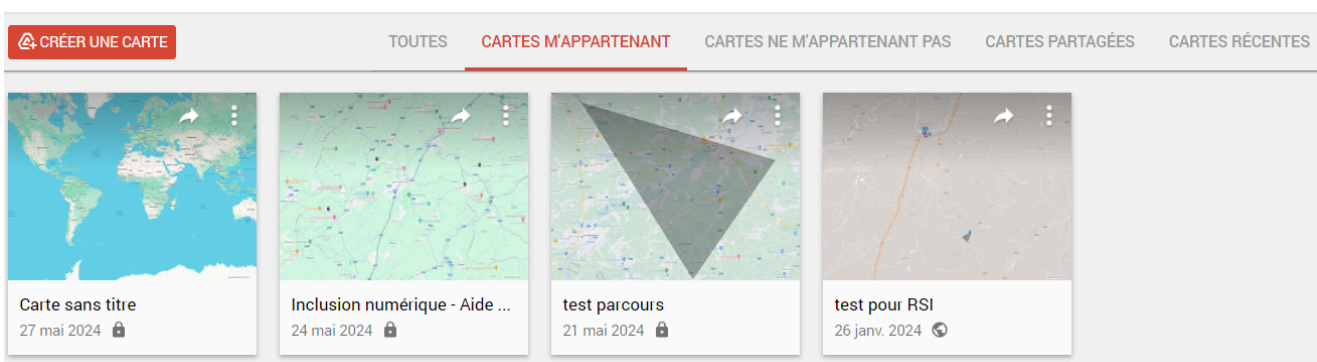 CRÉER UNE CARTE
TOUTES CARTES M'APPARTENANT CARTES NE M'APPARTENANT PAS CARTES PARTAGÉES CARTES RÉCENTES
Carte sans titre
27 mai 2024
Inclusion numérique - Aide ...
24 mai 2024
test parcours
21 mai 2024
test pour RSI
26 janv. 2024